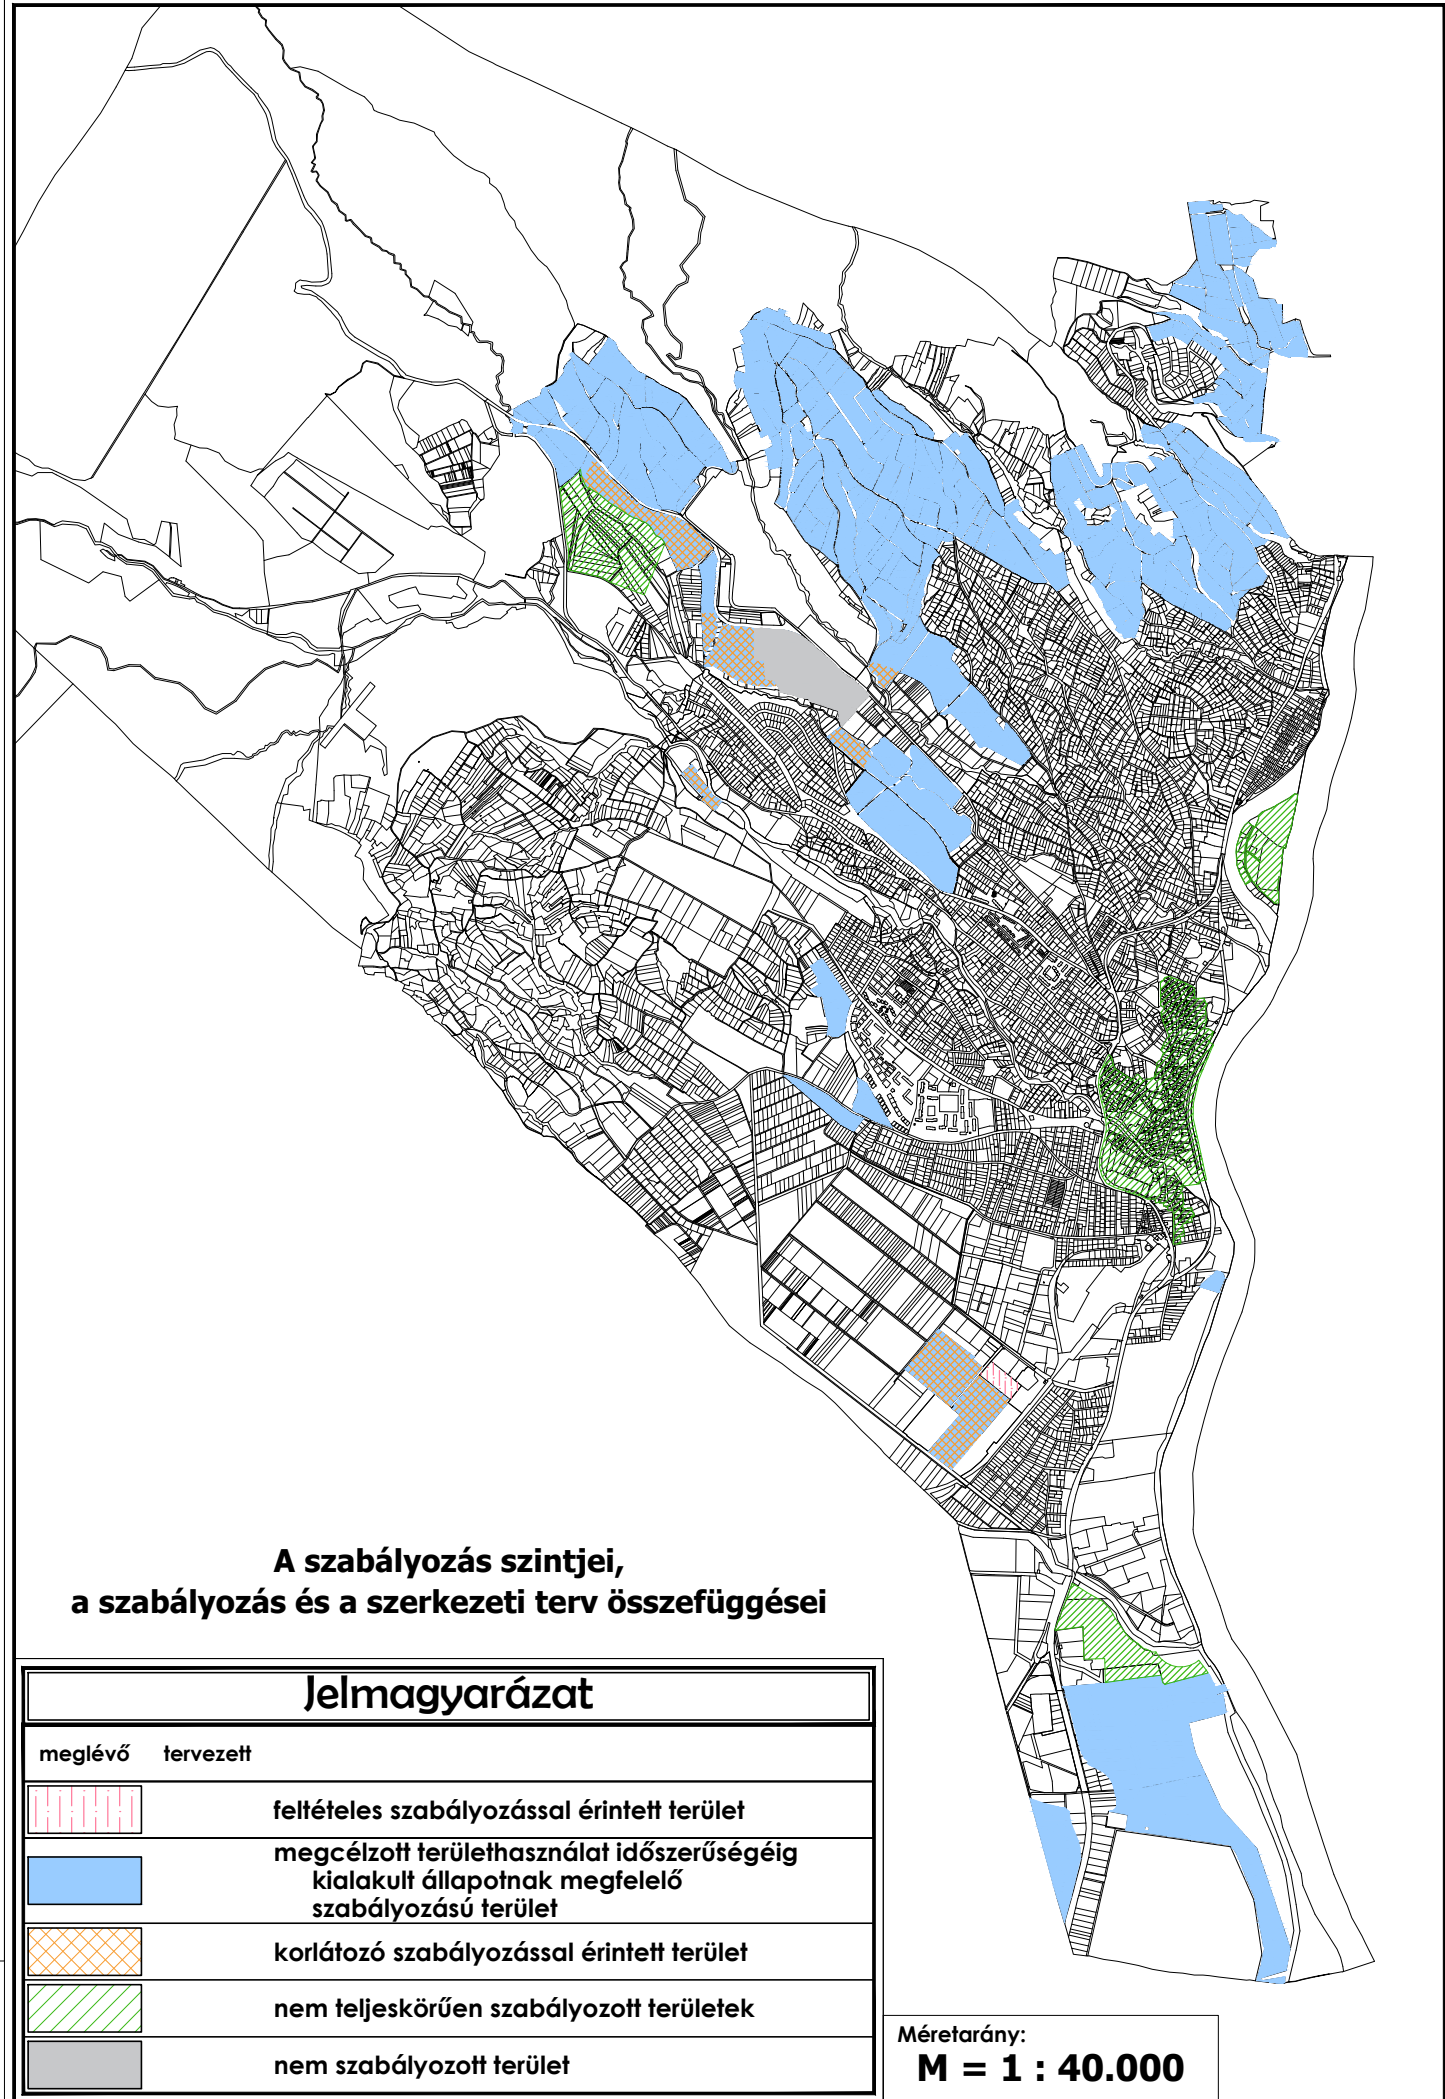 A szabályozás szintjei,
a szabályozás és a szerkezeti terv összefüggései
Jelmagyarázat
meglévő tervezett
feltételes szabályozással érintett terület
megcélzott területhasználat időszerűségéig
kialakult állapotnak megfelelő
szabályozású terület
korlátozó szabályozással érintett terület
nem teljeskörűen szabályozott területek
nem szabályozott terület
Méretarány:
M = 1 : 40.000